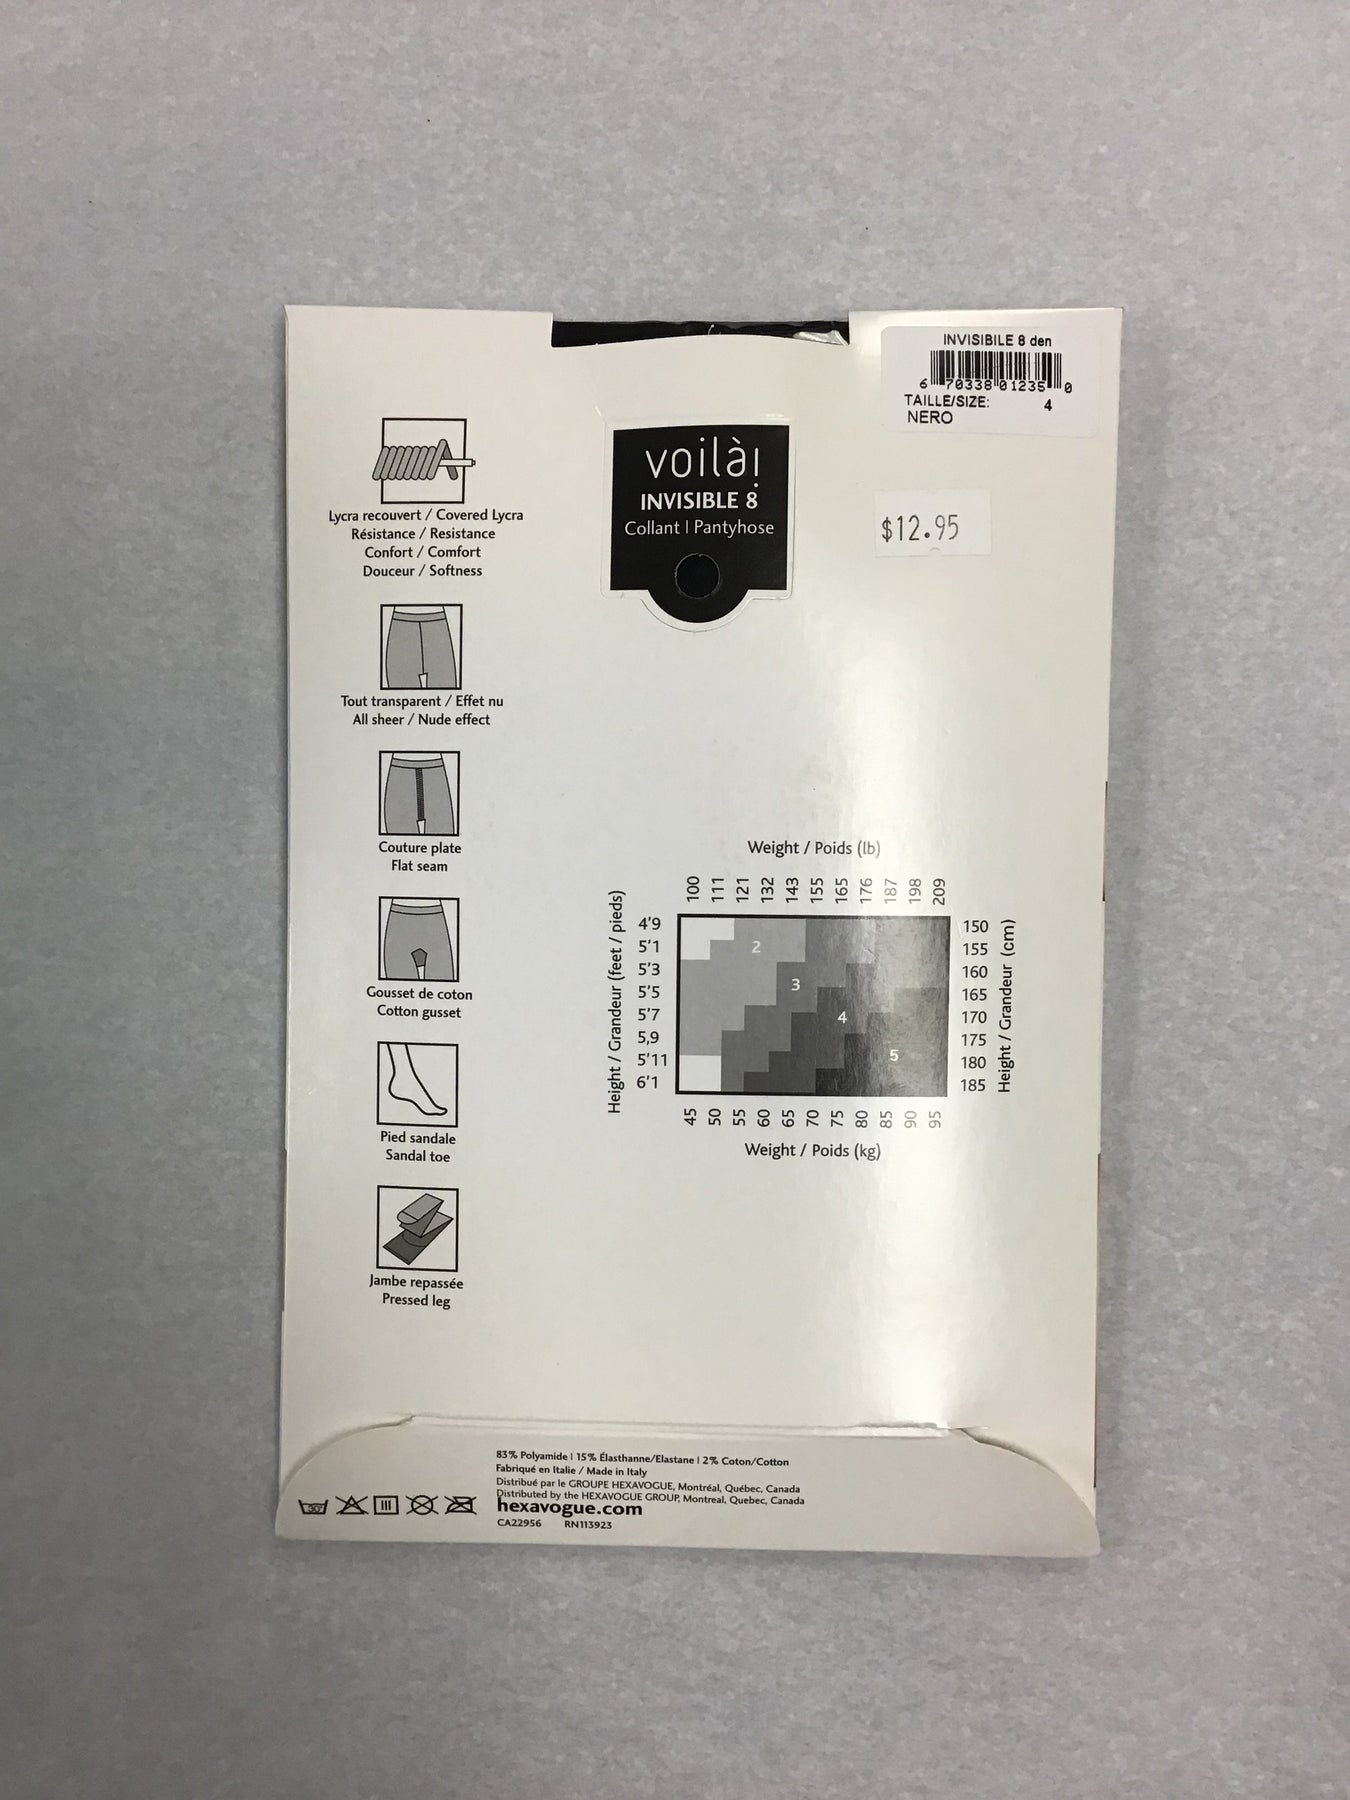 INVISIBILE 8 den
6 70338 01235 0
TAILLE/SIZE: 4
NERO
$12.95
voilà!
INVISIBLE 8
Collant | Pantyhose
Lycra recouvert / Covered Lycra
Résistance / Resistance
Confort / Comfort
Douceur / Softness
Tout transparent / Effet nu
All sheer / Nude effect
Couture plate
Flat seam
Gousset de coton
Cotton gusset
Pied sandale
Sandal toe
Jambe repassée
Pressed leg
Weight / Poids (lb)
100 111 121 132 143 155 165 176 187 198 209
Height / Grandeur (feet / pieds)
4'9
5'1
5'3
5'5
5'7
5,9
5'11
6'1
2
3
4
5
150
155
160
165
170
175
180
185
Height / Grandeur (cm)
45 50 55 60 65 70 75 80 85 90 95
Weight / Poids (kg)
83% Polyamide | 15% Élasthanne/Elastane | 2% Coton/Cotton
Fabriqué en Italie / Made in Italy
Distribué par le GROUPE HEXAVOGUE, Montréal, Québec, Canada
Distributed by the HEXAVOGUE GROUP, Montreal, Quebec, Canada
hexavogue.com
CA22956 RN113923
30°